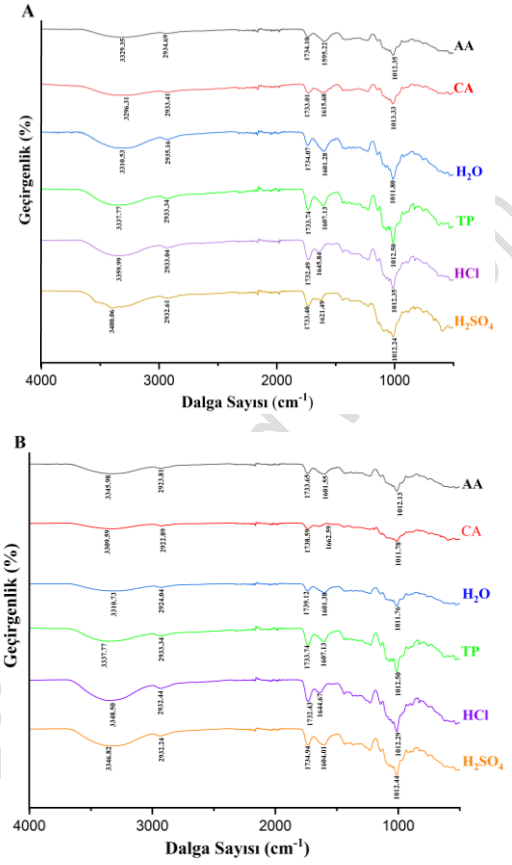 A
3329.35 2934.69 1734.10 1595.22 1012.35 AA
3296.31 2933.41 1733.01 1615.68 1013.33 CA
3310.53 2935.16 1734.07 1601.28 1011.80 H₂O
3337.77 2933.34 1733.74 1607.13 1012.50 TP
3359.99 2933.04 1732.49 1645.84 1012.35 HCl
3400.06 2932.61 1733.40 1621.49 1012.24 H₂SO₄
Geçirgenlik (%)
4000 3000 2000 1000
Dalga Sayısı (cm⁻¹)
B
3345.98 2923.81 1733.65 1601.55 1012.13 AA
3309.59 2922.89 1738.59 1662.59 1011.78 CA
3310.73 2924.04 1739.12 1601.38 1011.76 H₂O
3337.77 2933.34 1733.74 1607.13 1012.50 TP
3348.50 2932.44 1732.43 1644.67 1012.29 HCl
3346.82 2932.24 1734.94 1604.01 1012.44 H₂SO₄
Geçirgenlik (%)
4000 3000 2000 1000
Dalga Sayısı (cm⁻¹)